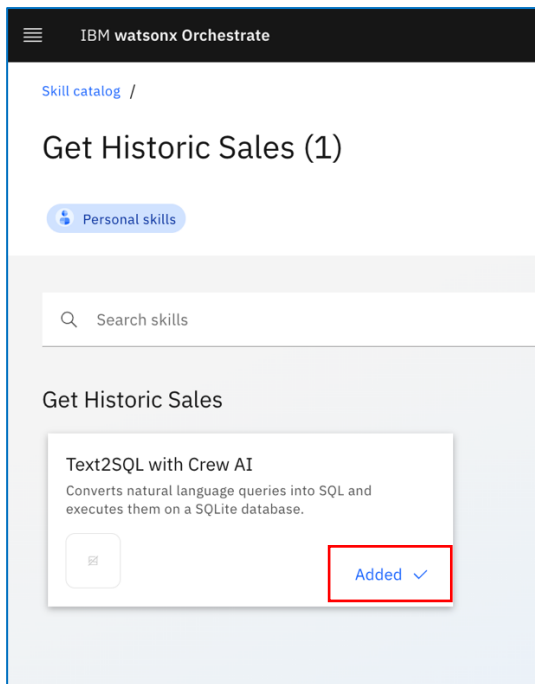 IBM watsonx Orchestrate
Skill catalog /
Get Historic Sales (1)
Personal skills
Search skills
Get Historic Sales
Text2SQL with Crew AI
Converts natural language queries into SQL and
executes them on a SQLite database.
Added